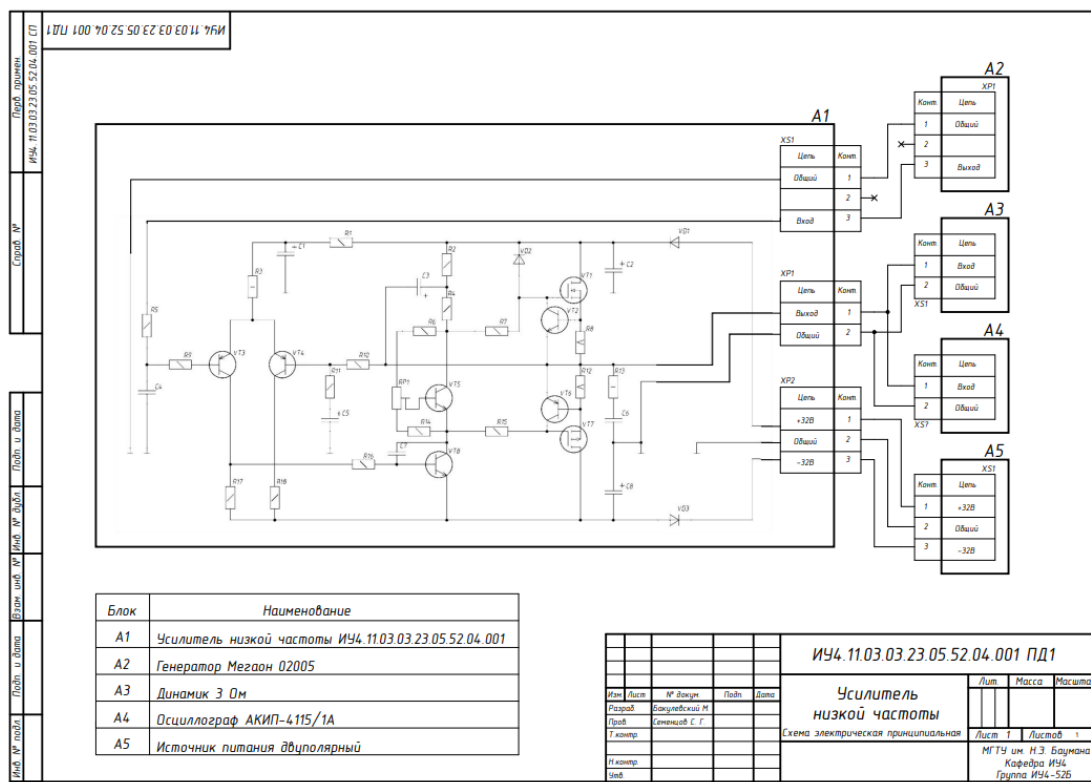 ИУ4.11.03.03.23.05.52.04.001 ПД1
Перв. примен.
ИУ4.11.03.03.23.05.52.04.001 СП
Справ. №
Подп. и дата
Инв. № дубл.
Взам. инв. №
Подп. и дата
Инв. № подл.
A1
XS1
Цепь Конт.
Общий 1
2
Вход 3
XP1
Цепь Конт.
Выход 1
Общий 2
XP2
Цепь Конт.
+32В 1
Общий 2
-32В 3
A2
XP1
Конт. Цепь
1 Общий
2
3 Выход
A3
Конт. Цепь
1 Вход
2 Общий
XS1
A4
Конт. Цепь
1 Вход
2 Общий
XS?
A5
XS1
Конт. Цепь
1 +32В
2 Общий
3 -32В
R1
C1
R3
R2
C3
R4
VD2
VD1
VT1
C2
VT2
R5
R6
R7
R8
R9
VT3
VT4
R12
R11
RP1
VT5
R12
R13
C4
C5
VT6
C6
R14
R15
VT7
C7
R16
VT8
R17
R18
C8
VD3
Блок Наименование
A1 Усилитель низкой частоты ИУ4.11.03.03.23.05.52.04.001
A2 Генератор Мегаон 02005
A3 Динамик 3 Ом
A4 Осциллограф АКИП-4115/1А
A5 Источник питания двуполярный
ИУ4.11.03.03.23.05.52.04.001 ПД1
Изм. Лист № докум. Подп. Дата
Разраб. Бакулевский М.
Пров. Семенцов С. Г.
Т.контр.
Н.контр.
Утв.
Усилитель
низкой частоты
Схема электрическая принципиальная
Лит. Масса Масшта
Лист 1 Листов 1
МГТУ им. Н.Э. Баумана
Кафедра ИУ4
Группа ИУ4-52Б